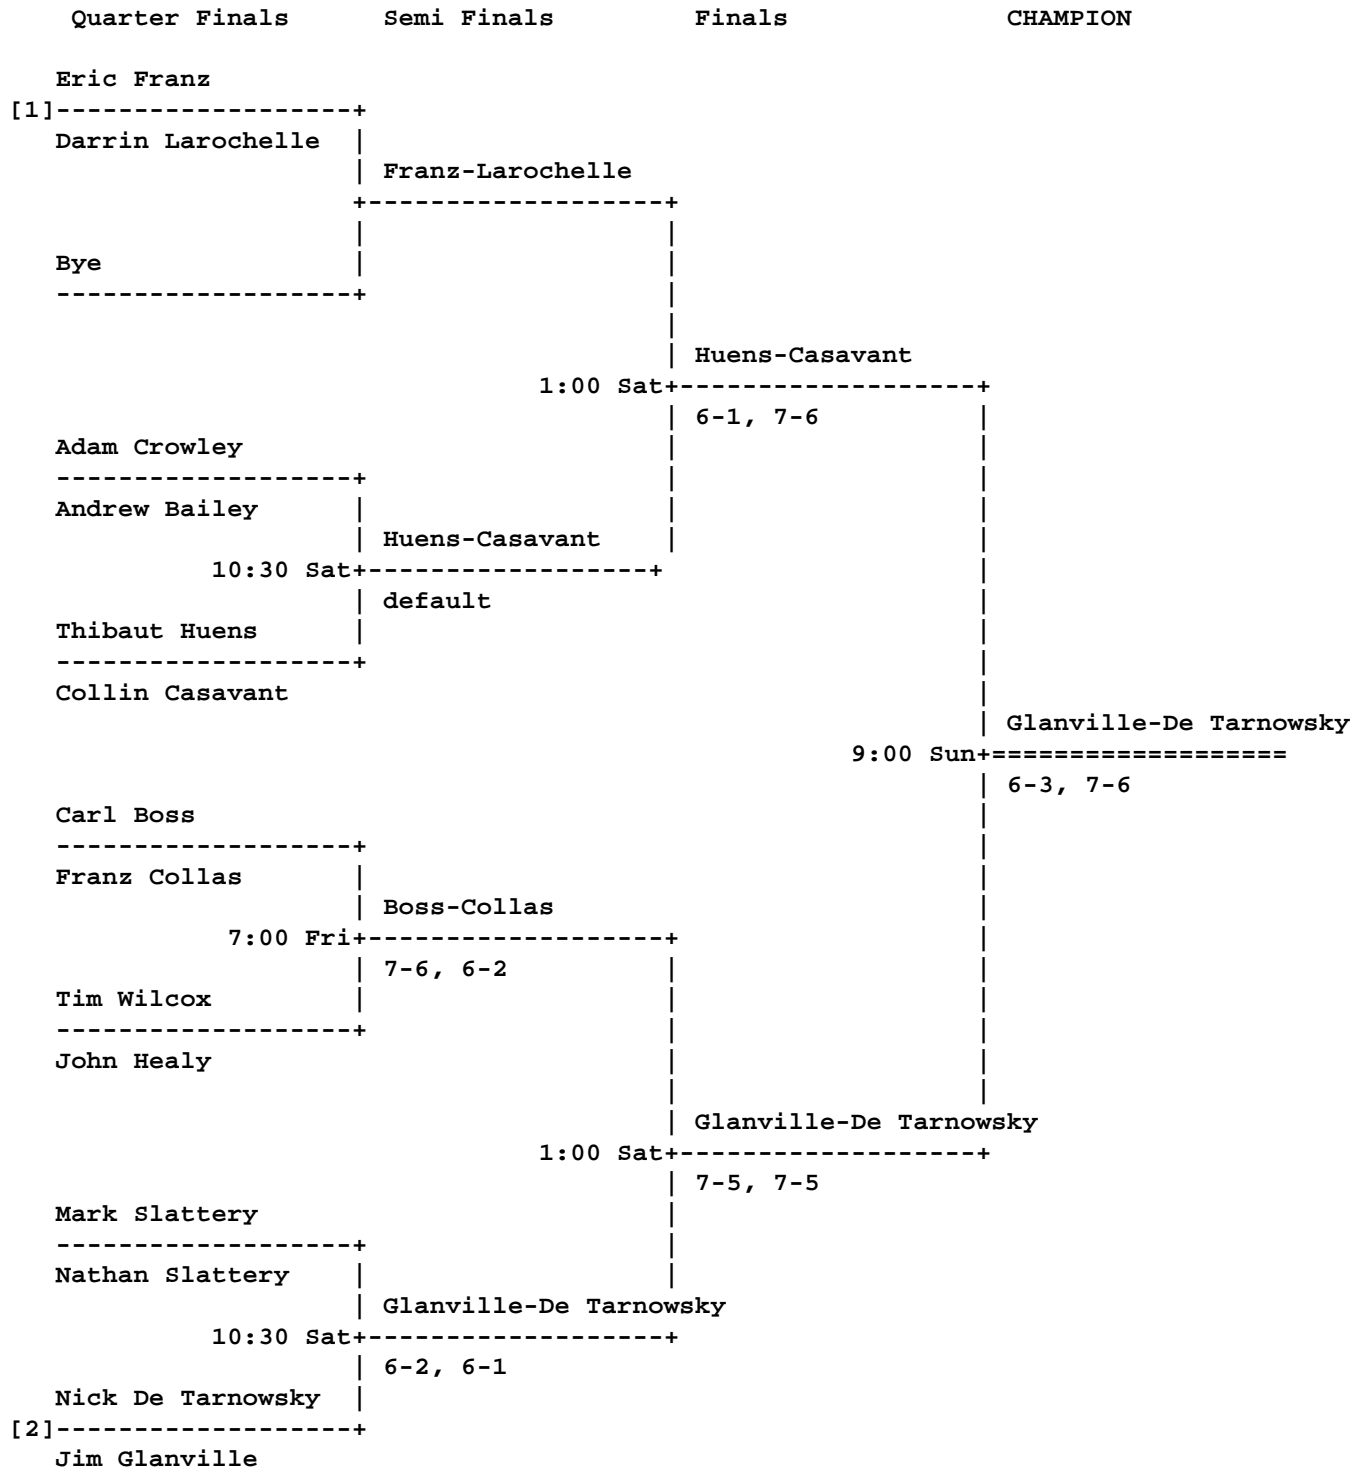 Quarter Finals Semi Finals Finals CHAMPION
Eric Franz
[1]-------------------+
Darrin Larochelle |
| Franz-Larochelle
+-------------------+
| |
Bye | |
-------------------+ |
|
| Huens-Casavant
1:00 Sat+-------------------+
| 6-1, 7-6 |
Adam Crowley | |
-------------------+ | |
Andrew Bailey | | |
| Huens-Casavant | |
10:30 Sat+------------------+ |
| default |
Thibaut Huens | |
-------------------+ |
Collin Casavant |
| Glanville-De Tarnowsky
9:00 Sun+===================
| 6-3, 7-6
Carl Boss |
-------------------+ |
Franz Collas | |
| Boss-Collas |
7:00 Fri+-------------------+ |
| 7-6, 6-2 | |
Tim Wilcox | | |
-------------------+ | |
John Healy | |
| |
| Glanville-De Tarnowsky
1:00 Sat+-------------------+
| 7-5, 7-5
Mark Slattery |
-------------------+ |
Nathan Slattery | |
| Glanville-De Tarnowsky
10:30 Sat+-------------------+
| 6-2, 6-1
Nick De Tarnowsky |
[2]-------------------+
Jim Glanville